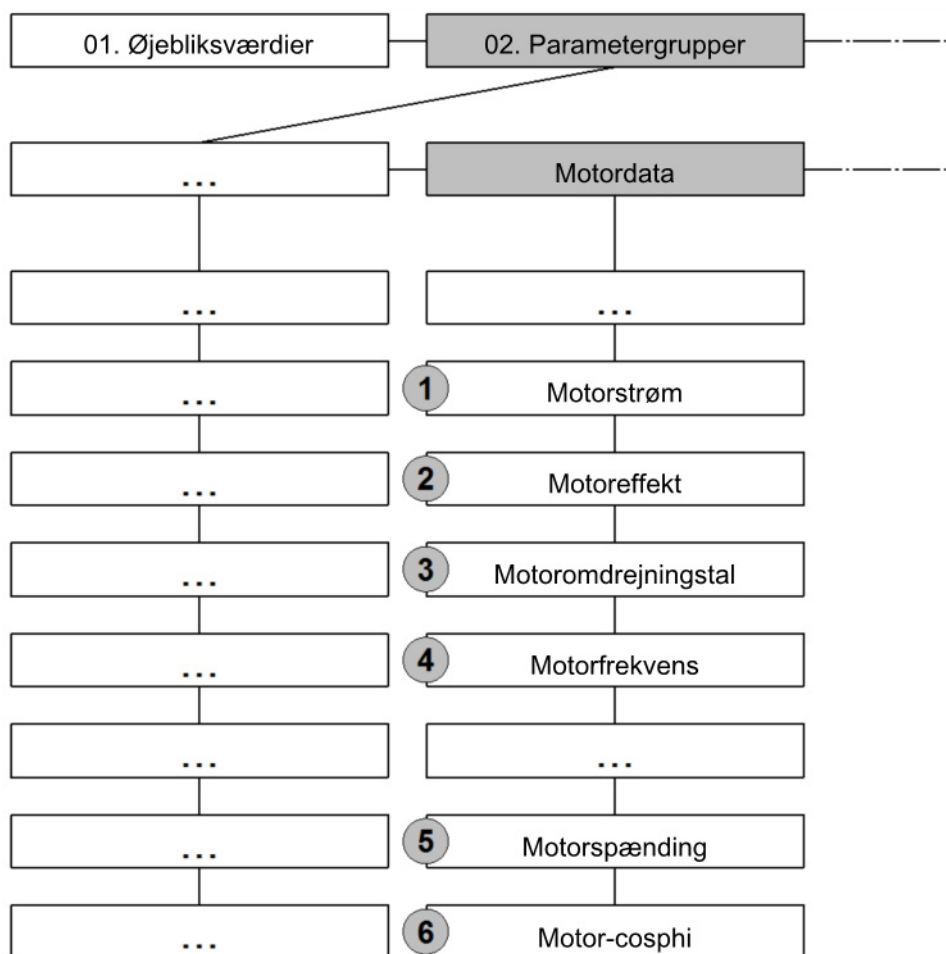 01. Øjebliksværdier
02. Parametergrupper
...
Motordata
...
...
...
1
Motorstrøm
...
2
Motoreffekt
...
3
Motoromdrejningstal
...
4
Motorfrekvens
...
...
...
5
Motorspænding
...
6
Motor-cosphi